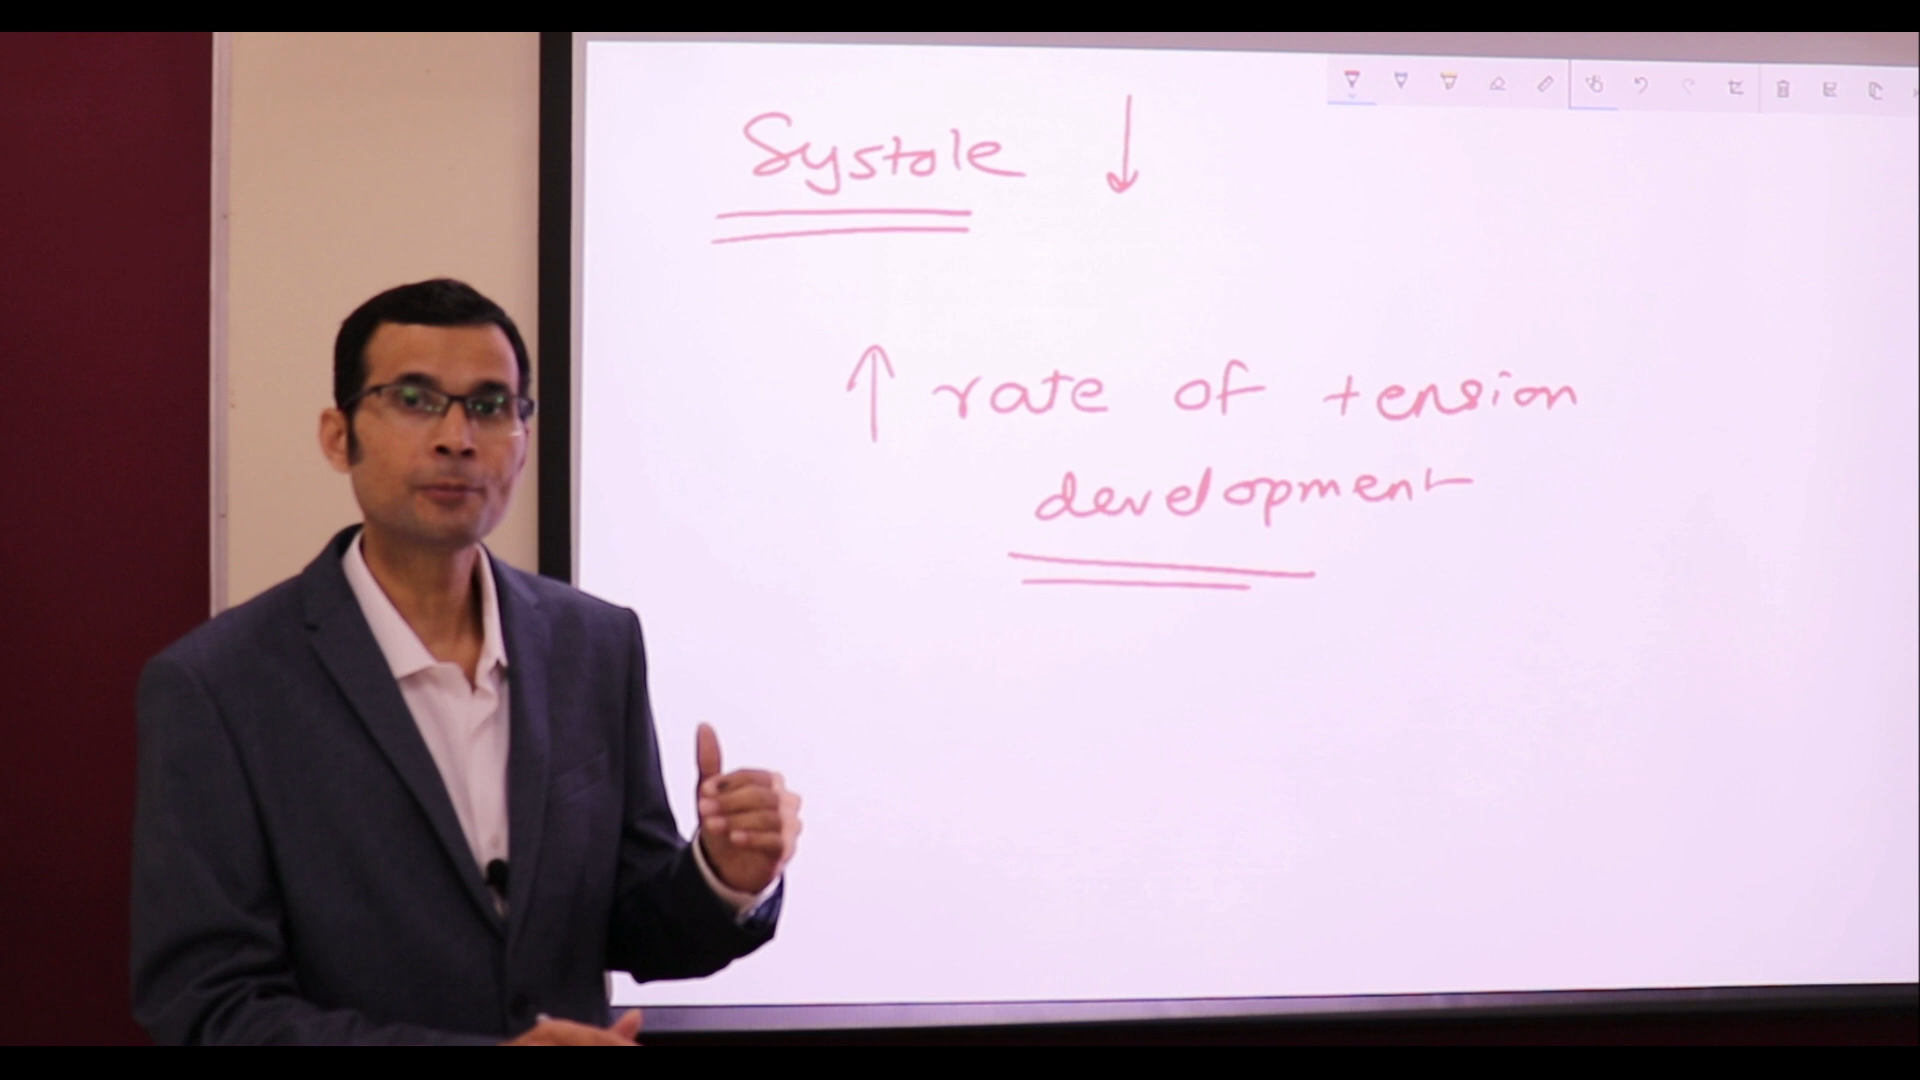 Systole ↓
↑ rate of tension
development